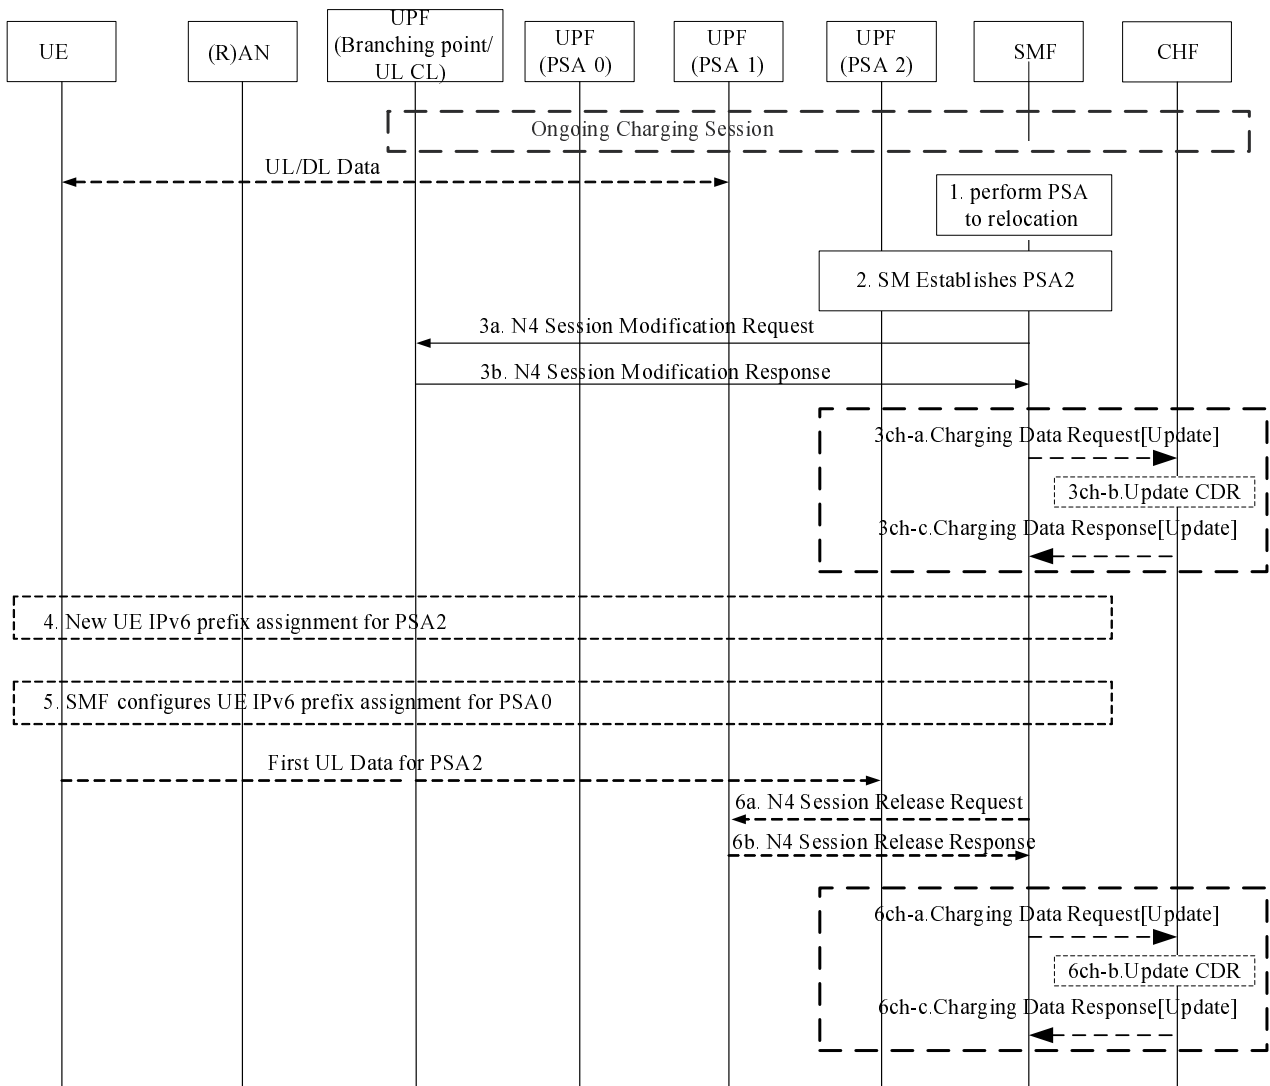 UE
(R)AN
UPF
(Branching point/
UL CL)
UPF
(PSA 0)
UPF
(PSA 1)
UPF
(PSA 2)
SMF
CHF
Ongoing Charging Session
UL/DL Data
1. perform PSA
to relocation
2. SM Establishes PSA2
3a. N4 Session Modification Request
3b. N4 Session Modification Response
3ch-a.Charging Data Request[Update]
3ch-b.Update CDR
3ch-c.Charging Data Response[Update]
4. New UE IPv6 prefix assignment for PSA2
5. SMF configures UE IPv6 prefix assignment for PSA0
First UL Data for PSA2
6a. N4 Session Release Request
6b. N4 Session Release Response
6ch-a.Charging Data Request[Update]
6ch-b.Update CDR
6ch-c.Charging Data Response[Update]